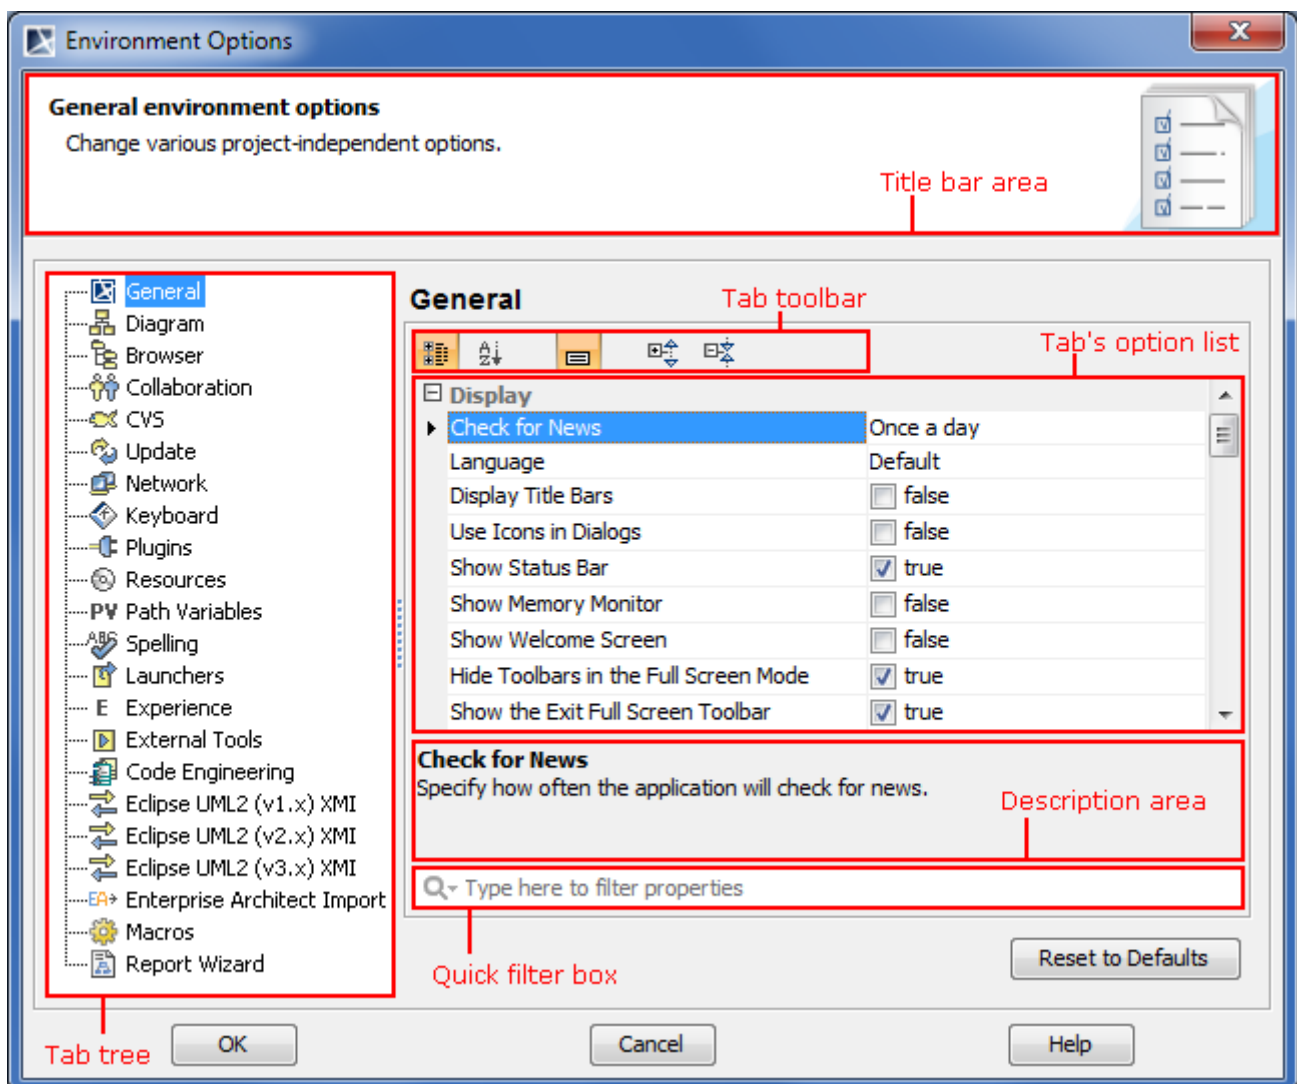 Environment Options
General environment options
Change various project-independent options.
Title bar area
General
Diagram
Browser
Collaboration
CVS
Update
Network
Keyboard
Plugins
Resources
PV Path Variables
ABC Spelling
Launchers
E Experience
External Tools
Code Engineering
Eclipse UML2 (v1.x) XMI
Eclipse UML2 (v2.x) XMI
Eclipse UML2 (v3.x) XMI
EA Enterprise Architect Import
Macros
Report Wizard
Tab tree
General
Tab toolbar
Tab's option list
A
Z
Display
Check for News Once a day
Language Default
Display Title Bars false
Use Icons in Dialogs false
Show Status Bar true
Show Memory Monitor false
Show Welcome Screen false
Hide Toolbars in the Full Screen Mode true
Show the Exit Full Screen Toolbar true
Check for News
Specify how often the application will check for news.
Description area
Type here to filter properties
Quick filter box
Reset to Defaults
OK
Cancel
Help